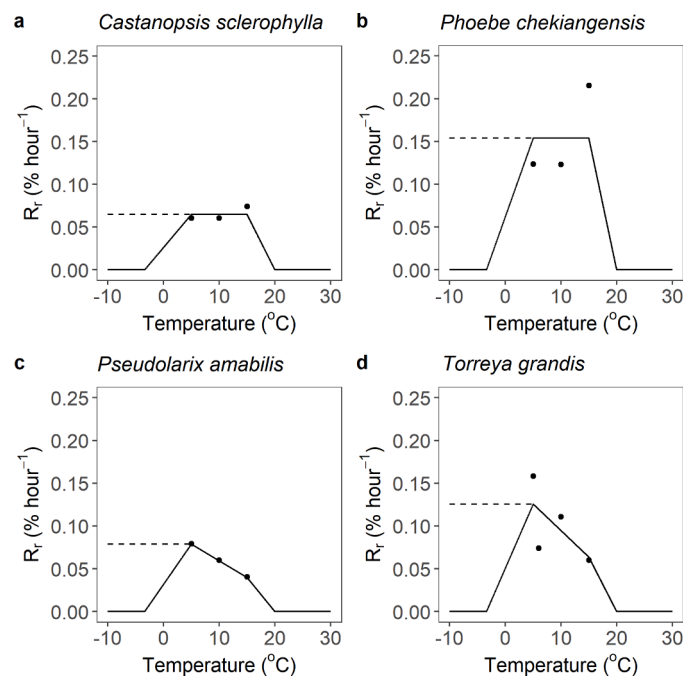 a Castanopsis sclerophylla
0.25
0.20
0.15
0.10
0.05
0.00
Rᵣ (% hour⁻¹)
-10 0 10 20 30
Temperature (°C)
b Phoebe chekiangensis
0.25
0.20
0.15
0.10
0.05
0.00
Rᵣ (% hour⁻¹)
-10 0 10 20 30
Temperature (°C)
c Pseudolarix amabilis
0.25
0.20
0.15
0.10
0.05
0.00
Rᵣ (% hour⁻¹)
-10 0 10 20 30
Temperature (°C)
d Torreya grandis
0.25
0.20
0.15
0.10
0.05
0.00
Rᵣ (% hour⁻¹)
-10 0 10 20 30
Temperature (°C)